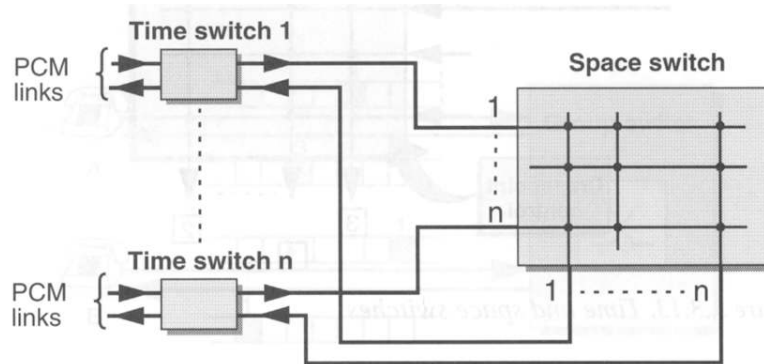 Time switch 1
PCM
links
Space switch
1
n
Time switch n
PCM
links
1
n